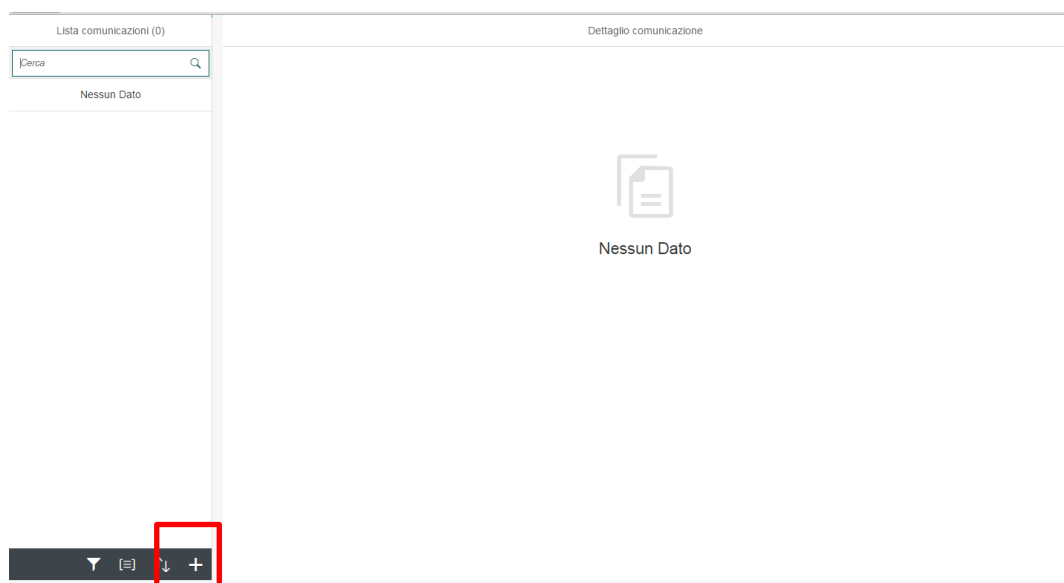 Lista comunicazioni (0)
Dettaglio comunicazione
Cerca
Nessun Dato
Nessun Dato